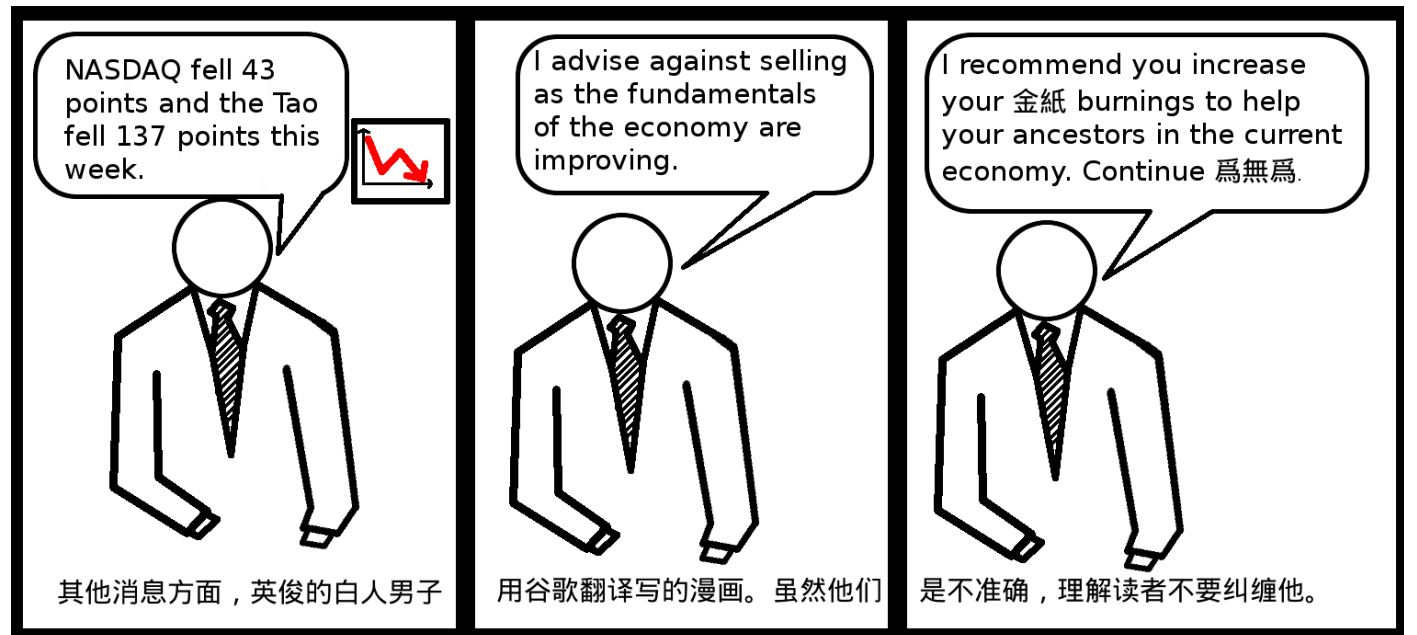 NASDAQ fell 43
points and the Tao
fell 137 points this
week.
I advise against selling
as the fundamentals
of the economy are
improving.
I recommend you increase
your 金紙 burnings to help
your ancestors in the current
economy. Continue 爲無爲.
其他消息方面，英俊的白人男子
用谷歌翻译写的漫画。虽然他们
是不准确，理解读者不要纠缠他。